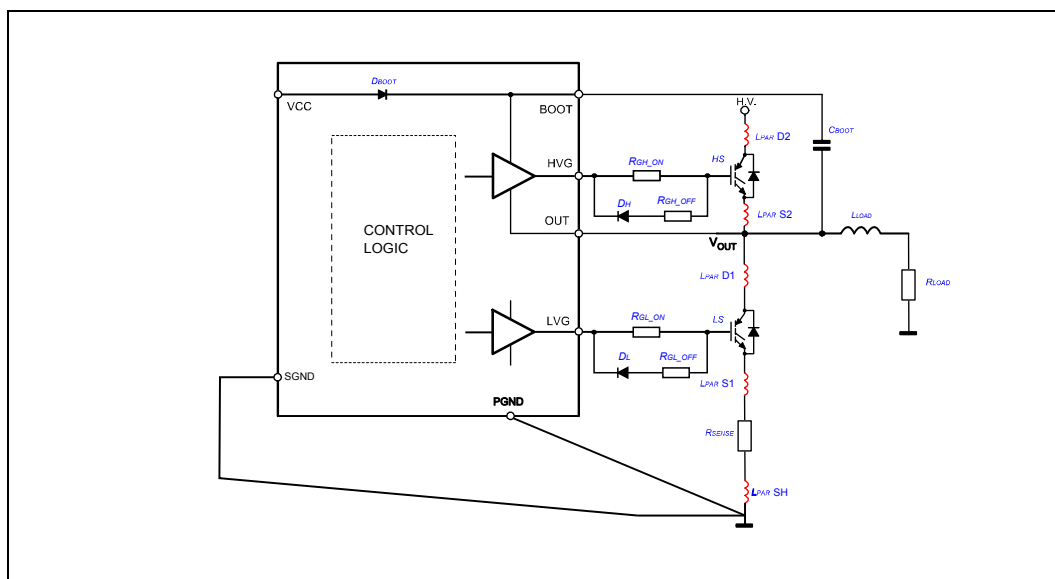 DBOOT
VCC
BOOT
H.V.
LPAR D2
CBOOT
HVG
RGH_ON
HS
DH
RGH_OFF
LPAR S2
OUT
LLOAD
VOUT
CONTROL
LOGIC
LPAR D1
RLOAD
LVG
RGL_ON
LS
DL
RGL_OFF
LPAR S1
SGND
PGND
RSENSE
LPAR SH